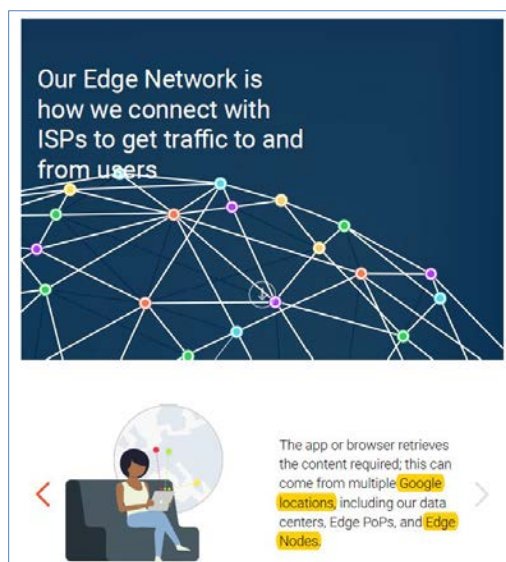 Our Edge Network is
how we connect with
ISPs to get traffic to and
from users
The app or browser retrieves
the content required; this can
come from multiple Google
locations, including our data
centers, Edge PoPs, and Edge
Nodes.